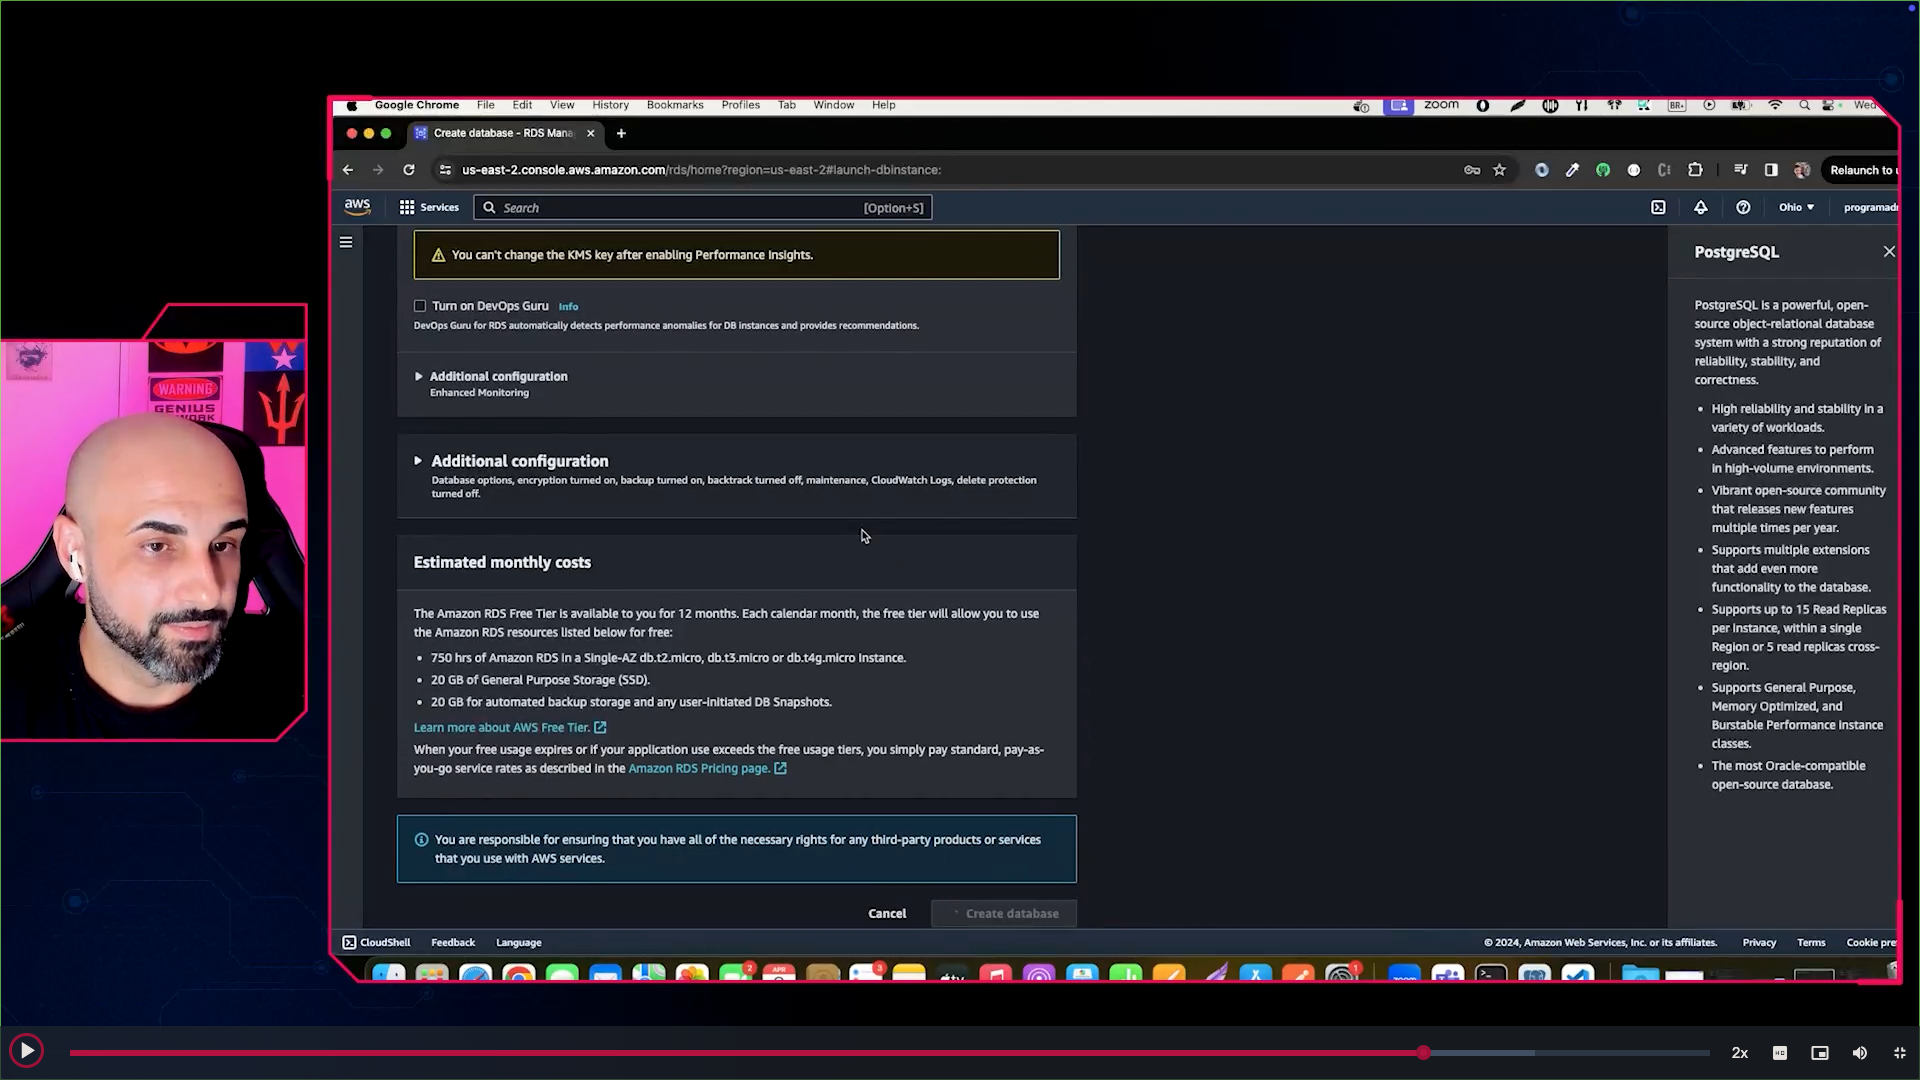 Google Chrome File Edit View History Bookmarks Profiles Tab Window Help zoom BR Wed
Create database - RDS Mana
us-east-2.console.aws.amazon.com/rds/home?region=us-east-2#launch-dbinstance:
Relaunch to u
aws Services Search [Option+S] Ohio programadr
You can't change the KMS key after enabling Performance Insights.
Turn on DevOps Guru Info
DevOps Guru for RDS automatically detects performance anomalies for DB instances and provides recommendations.
Additional configuration
Enhanced Monitoring
Additional configuration
Database options, encryption turned on, backup turned on, backtrack turned off, maintenance, CloudWatch Logs, delete protection
turned off.
Estimated monthly costs
The Amazon RDS Free Tier is available to you for 12 months. Each calendar month, the free tier will allow you to use
the Amazon RDS resources listed below for free:
750 hrs of Amazon RDS in a Single-AZ db.t2.micro, db.t3.micro or db.t4g.micro Instance.
20 GB of General Purpose Storage (SSD).
20 GB for automated backup storage and any user-initiated DB Snapshots.
Learn more about AWS Free Tier.
When your free usage expires or if your application use exceeds the free usage tiers, you simply pay standard, pay-as-
you-go service rates as described in the Amazon RDS Pricing page.
You are responsible for ensuring that you have all of the necessary rights for any third-party products or services
that you use with AWS services.
Cancel Create database
PostgreSQL
PostgreSQL is a powerful, open-
source object-relational database
system with a strong reputation of
reliability, stability, and
correctness.
High reliability and stability in a
variety of workloads.
Advanced features to perform
in high-volume environments.
Vibrant open-source community
that releases new features
multiple times per year.
Supports multiple extensions
that add even more
functionality to the database.
Supports up to 15 Read Replicas
per instance, within a single
Region or 5 read replicas cross-
region.
Supports General Purpose,
Memory Optimized, and
Burstable Performance instance
classes.
The most Oracle-compatible
open-source database.
CloudShell Feedback Language © 2024, Amazon Web Services, Inc. or its affiliates. Privacy Terms Cookie pre
2 APR 3 tv 1 zoom
WARNING
GENIUS
WORK
2x HD